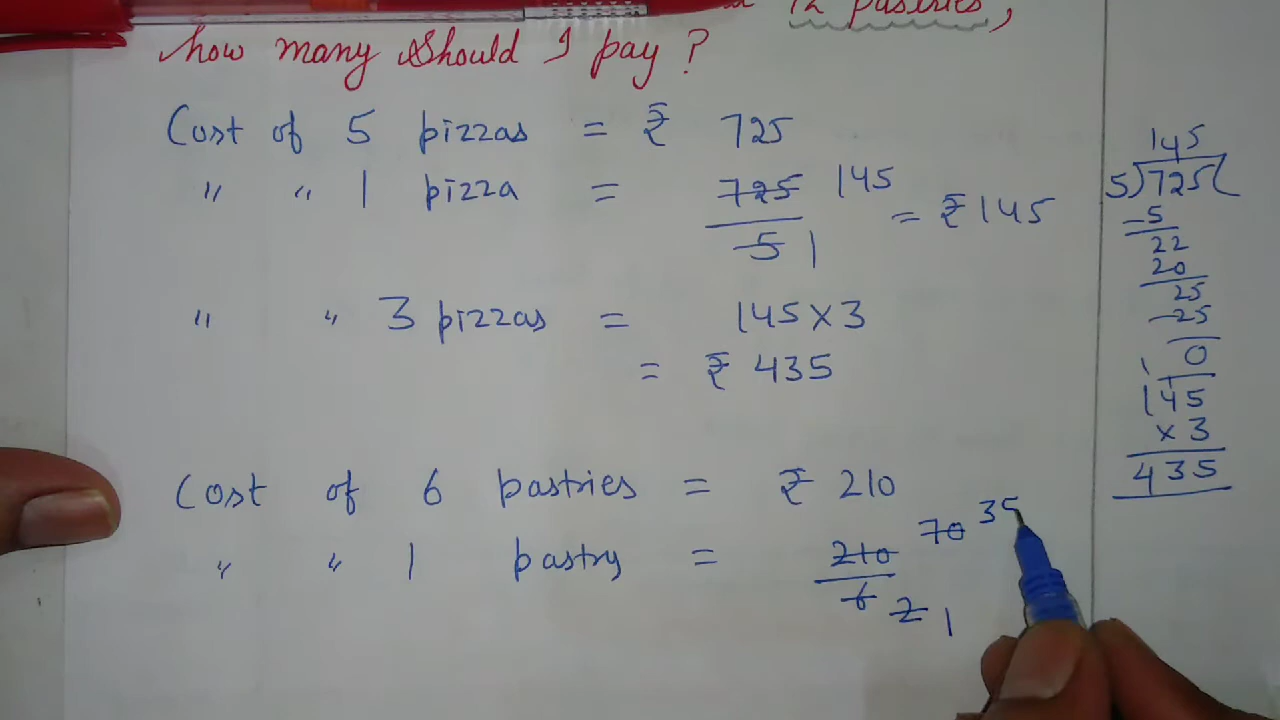 12 pastries,
how many should I pay ?
Cost of 5 pizzas = ₹ 725
〃 〃 1 pizza = 725/5 145 1 = ₹145
〃 〃 3 pizzas = 145 × 3
= ₹ 435
Cost of 6 pastries = ₹ 210
〃 〃 1 pastry = 210/6 70 35 2 1
145
5)725(
-5
22
20
25
-25
0
1
145
×3
435